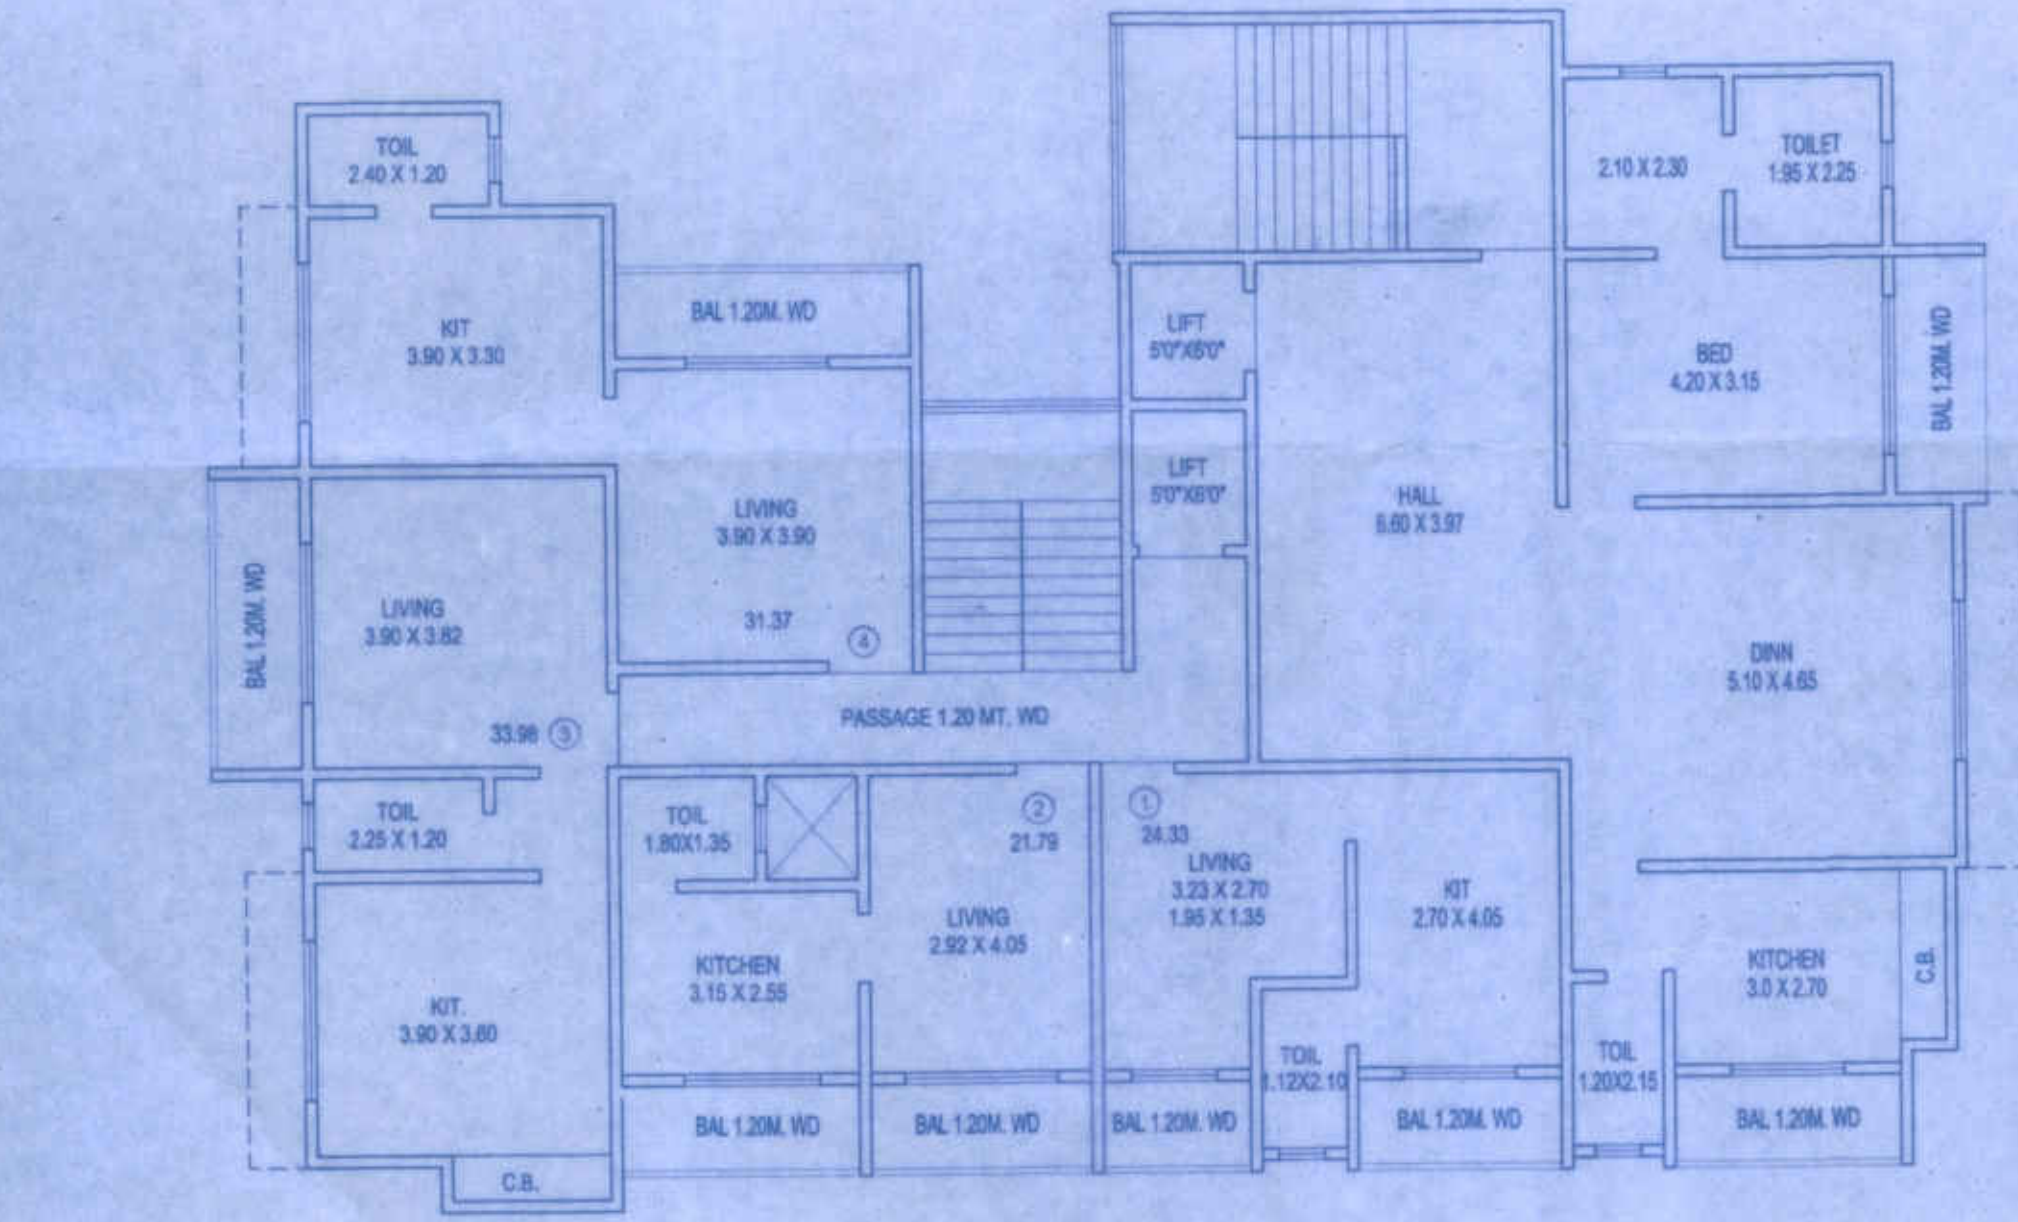 TOIL
2.40 X 1.20
KIT
3.90 X 3.30
BAL 1.20M. WD
LIVING
3.90 X 3.90
31.37
4
BAL 1.20M. WD
LIVING
3.90 X 3.82
33.98 3
TOIL
2.25 X 1.20
KIT.
3.90 X 3.60
C.B.
PASSAGE 1.20 MT. WD
TOIL
1.80X1.35
KITCHEN
3.15 X 2.55
BAL 1.20M. WD
2
21.79
LIVING
2.92 X 4.05
BAL 1.20M. WD
1
24.33
LIVING
3.23 X 2.70
1.95 X 1.35
BAL 1.20M. WD
TOIL
1.12X2.10
KIT
2.70 X 4.05
BAL 1.20M. WD
LIFT
5'0"X6'0"
LIFT
5'0"X6'0"
HALL
6.60 X 3.97
2.10 X 2.30
TOILET
1.95 X 2.25
BED
4.20 X 3.15
BAL 1.20M. WD
DINN
5.10 X 4.65
KITCHEN
3.0 X 2.70
C.B.
TOIL
1.20X2.15
BAL 1.20M. WD